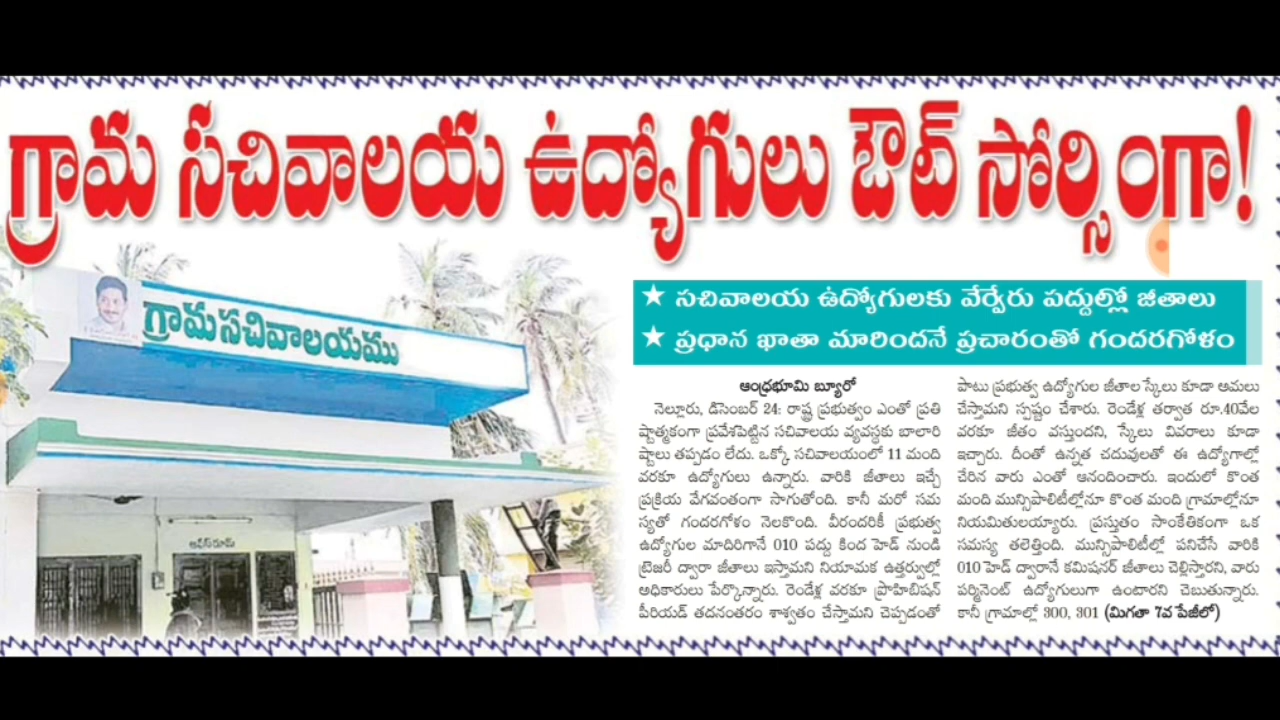 గ్రామ సచివాలయ ఉద్యోగులు ఔట్ సోర్సింగా!
గ్రామసచివాలయము
ఆఫీస్‌రూమ్
★ సచివాలయ ఉద్యోగులకు వేర్వేరు పద్దుల్లో జీతాలు
★ ప్రధాన ఖాతా మారిందనే ప్రచారంతో గందరగోళం
ఆంధ్రభూమి బ్యూరో
నెల్లూరు, డిసెంబర్ 24: రాష్ట్ర ప్రభుత్వం ఎంతో ప్రతి
ష్ఠాత్మకంగా ప్రవేశపెట్టిన సచివాలయ వ్యవస్థకు బాలారి
ష్టాలు తప్పడం లేదు. ఒక్కో సచివాలయంలో 11 మంది
వరకూ ఉద్యోగులు ఉన్నారు. వారికి జీతాలు ఇచ్చే
ప్రక్రియ వేగవంతంగా సాగుతోంది. కానీ మరో సమ
స్యతో గందరగోళం నెలకొంది. వీరందరికీ ప్రభుత్వ
ఉద్యోగుల మాదిరిగానే 010 పద్దు కింద హెడ్ నుండి
ట్రెజరీ ద్వారా జీతాలు ఇస్తామని నియామక ఉత్తర్వుల్లో
అధికారులు పేర్కొన్నారు. రెండేళ్ల వరకూ ప్రొహిబిషన్
పీరియడ్ తదనంతరం శాశ్వతం చేస్తామని చెప్పడంతో
పాటు ప్రభుత్వ ఉద్యోగుల జీతాల స్కేలు కూడా అమలు
చేస్తామని స్పష్టం చేశారు. రెండేళ్ల తర్వాత రూ.40వేల
వరకూ జీతం వస్తుందని, స్కేలు వివరాలు కూడా
ఇచ్చారు. దీంతో ఉన్నత చదువులతో ఈ ఉద్యోగాల్లో
చేరిన వారు ఎంతో ఆనందించారు. ఇందులో కొంత
మంది మున్సిపాలిటీల్లోనూ కొంత మంది గ్రామాల్లోనూ
నియమితులయ్యారు. ప్రస్తుతం సాంకేతికంగా ఒక
సమస్య తలెత్తింది. మున్సిపాలిటీల్లో పనిచేసే వారికి
010 హెడ్ ద్వారానే కమిషనర్ జీతాలు చెల్లిస్తారని, వారు
పర్మినెంట్ ఉద్యోగులుగా ఉంటారని చెబుతున్నారు.
కానీ గ్రామాల్లో 300, 301 (మిగతా 7వ పేజీలో)